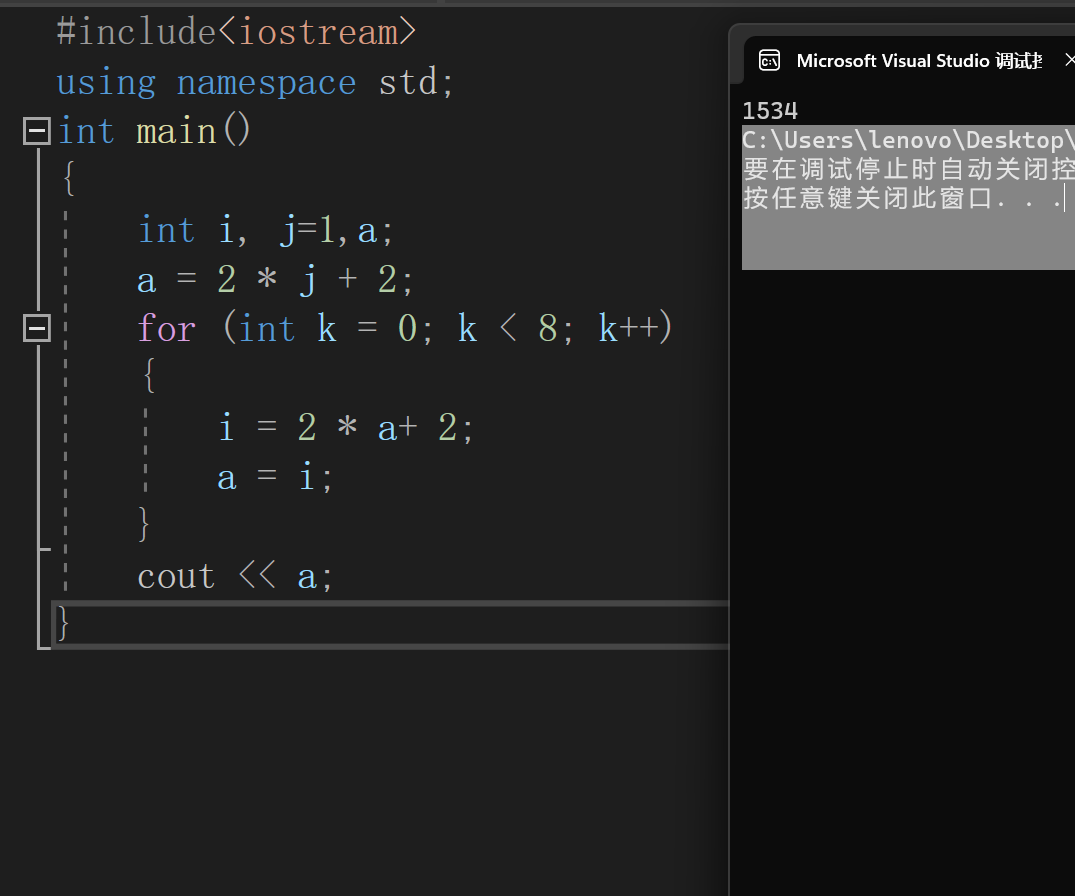 #include<iostream>
using namespace std;
int main()
{
int i, j=1,a;
a = 2 * j + 2;
for (int k = 0; k < 8; k++)
{
i = 2 * a+ 2;
a = i;
}
cout << a;
}
Microsoft Visual Studio 调试
1534
C:\Users\lenovo\Desktop\
要在调试停止时自动关闭控
按任意键关闭此窗口. . .